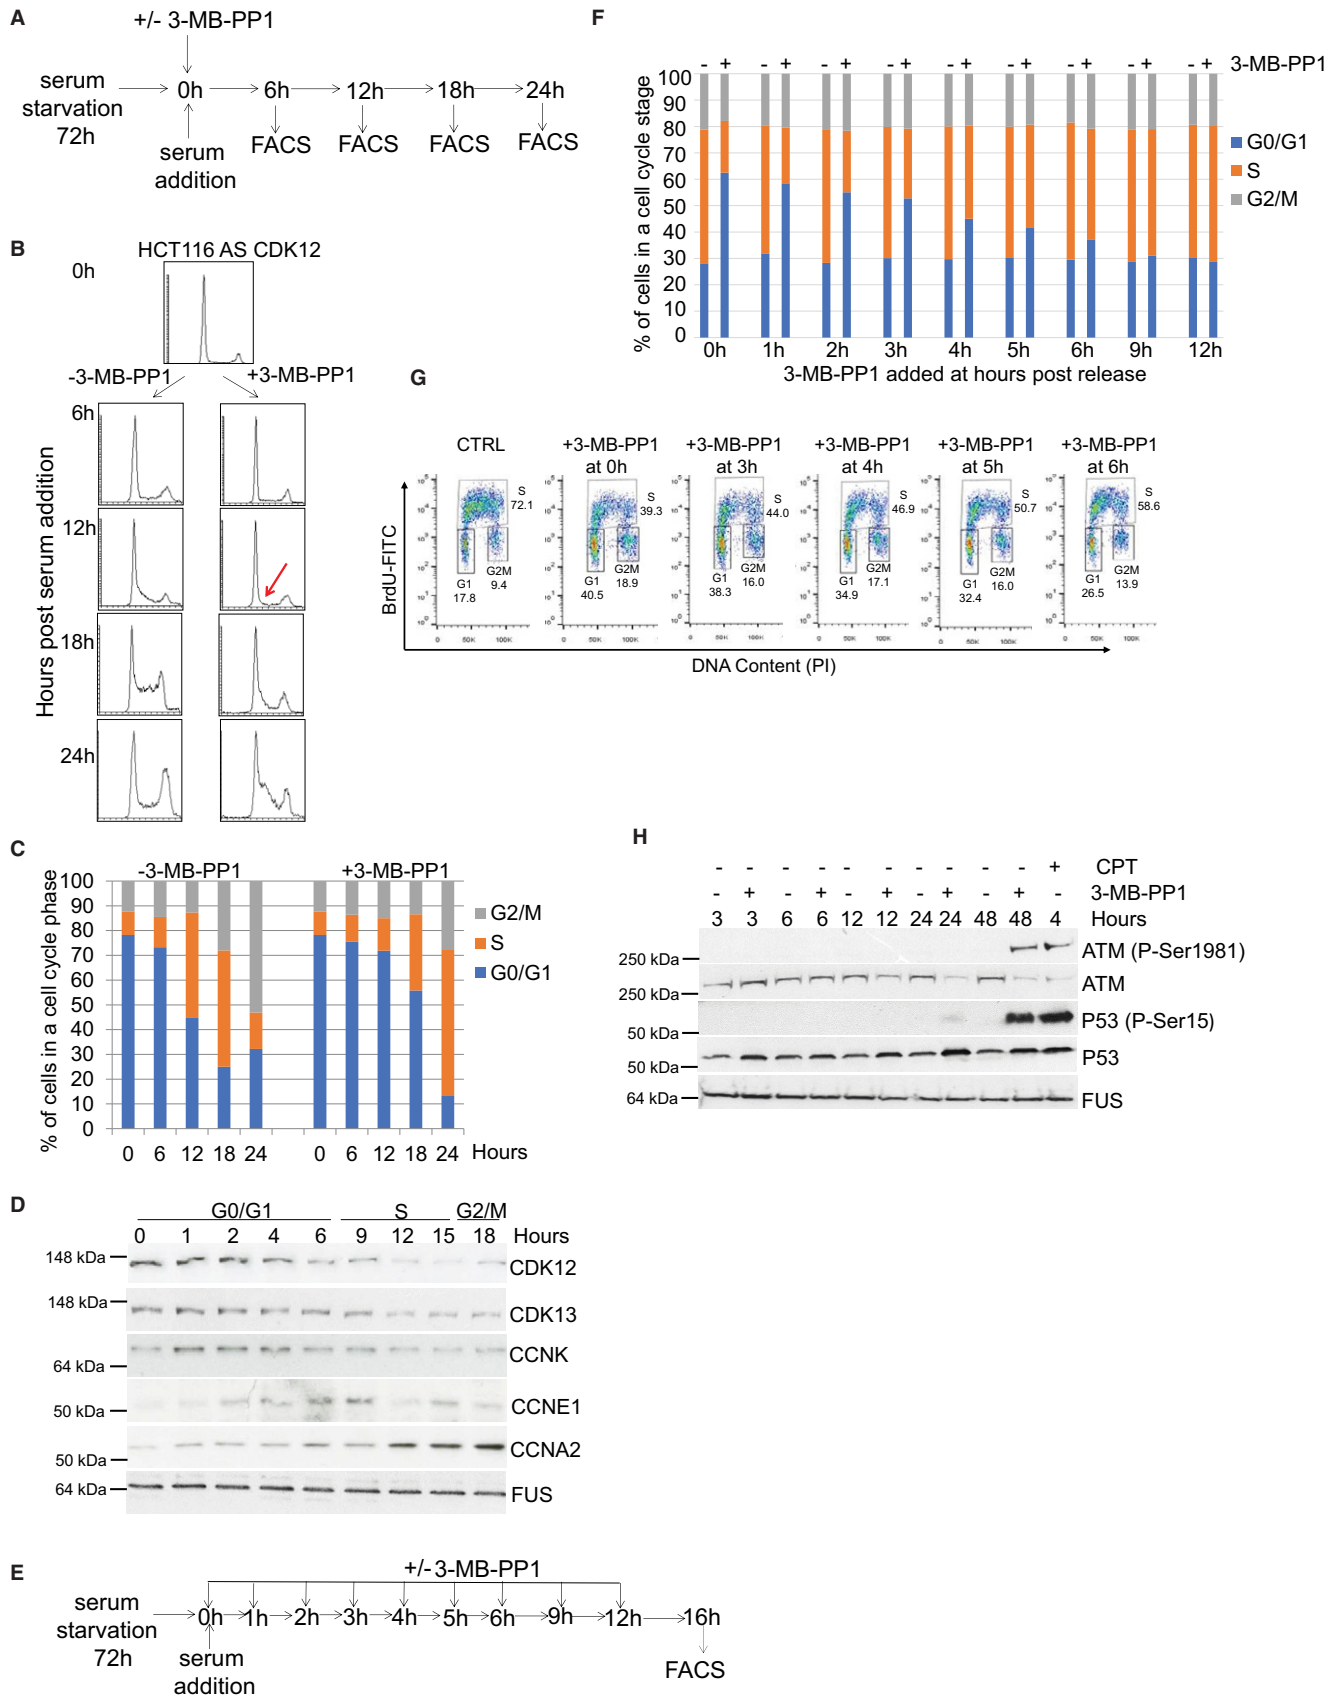 A
+/- 3-MB-PP1
serum
starvation
72h
0h
6h
12h
18h
24h
serum
addition
FACS
FACS
FACS
FACS
B
HCT116 AS CDK12
0h
-3-MB-PP1
+3-MB-PP1
Hours post serum addition
6h
12h
18h
24h
C
-3-MB-PP1
+3-MB-PP1
% of cells in a cell cycle phase
100
90
80
70
60
50
40
30
20
10
0
G2/M
S
G0/G1
0 6 12 18 24 0 6 12 18 24 Hours
D
G0/G1 S G2/M
0 1 2 4 6 9 12 15 18 Hours
148 kDa CDK12
148 kDa CDK13
64 kDa CCNK
50 kDa CCNE1
50 kDa CCNA2
64 kDa FUS
E
+/-3-MB-PP1
serum
starvation
72h
0h 1h 2h 3h 4h 5h 6h 9h 12h 16h
serum
addition
FACS
F
- + - + - + - + - + - + - + - + - + 3-MB-PP1
% of cells in a cell cycle stage
100
90
80
70
60
50
40
30
20
10
0
G0/G1
S
G2/M
0h 1h 2h 3h 4h 5h 6h 9h 12h
3-MB-PP1 added at hours post release
G
CTRL
+3-MB-PP1
at 0h
+3-MB-PP1
at 3h
+3-MB-PP1
at 4h
+3-MB-PP1
at 5h
+3-MB-PP1
at 6h
BrdU-FITC
S
72.1
G1
17.8
G2M
9.4
S
39.3
G1
40.5
G2M
18.9
S
44.0
G1
38.3
G2M
16.0
S
46.9
G1
34.9
G2M
17.1
S
50.7
G1
32.4
G2M
16.0
S
58.6
G1
26.5
G2M
13.9
DNA Content (PI)
H
- - - - - - - - - - + CPT
- + - + - + - + - + - 3-MB-PP1
3 3 6 6 12 12 24 24 48 48 4 Hours
250 kDa ATM (P-Ser1981)
250 kDa ATM
50 kDa P53 (P-Ser15)
50 kDa P53
64 kDa FUS